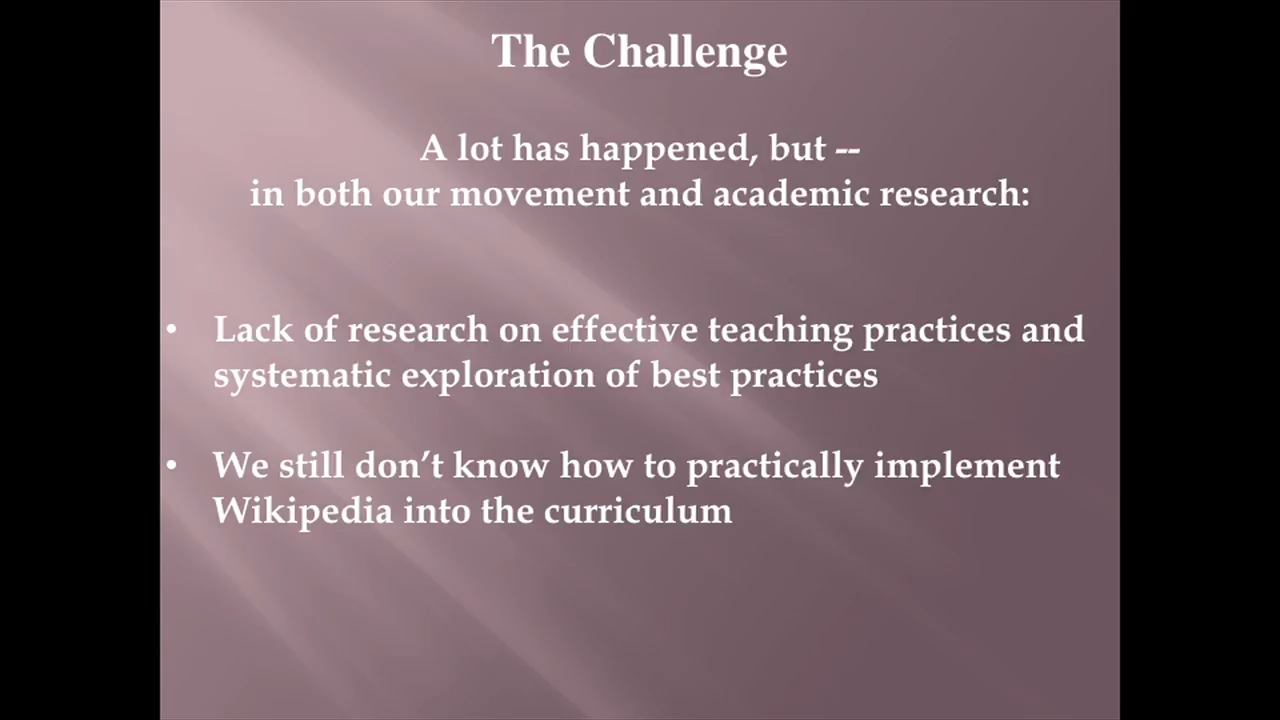 The Challenge
A lot has happened, but --
in both our movement and academic research:
• Lack of research on effective teaching practices and
systematic exploration of best practices
• We still don’t know how to practically implement
Wikipedia into the curriculum